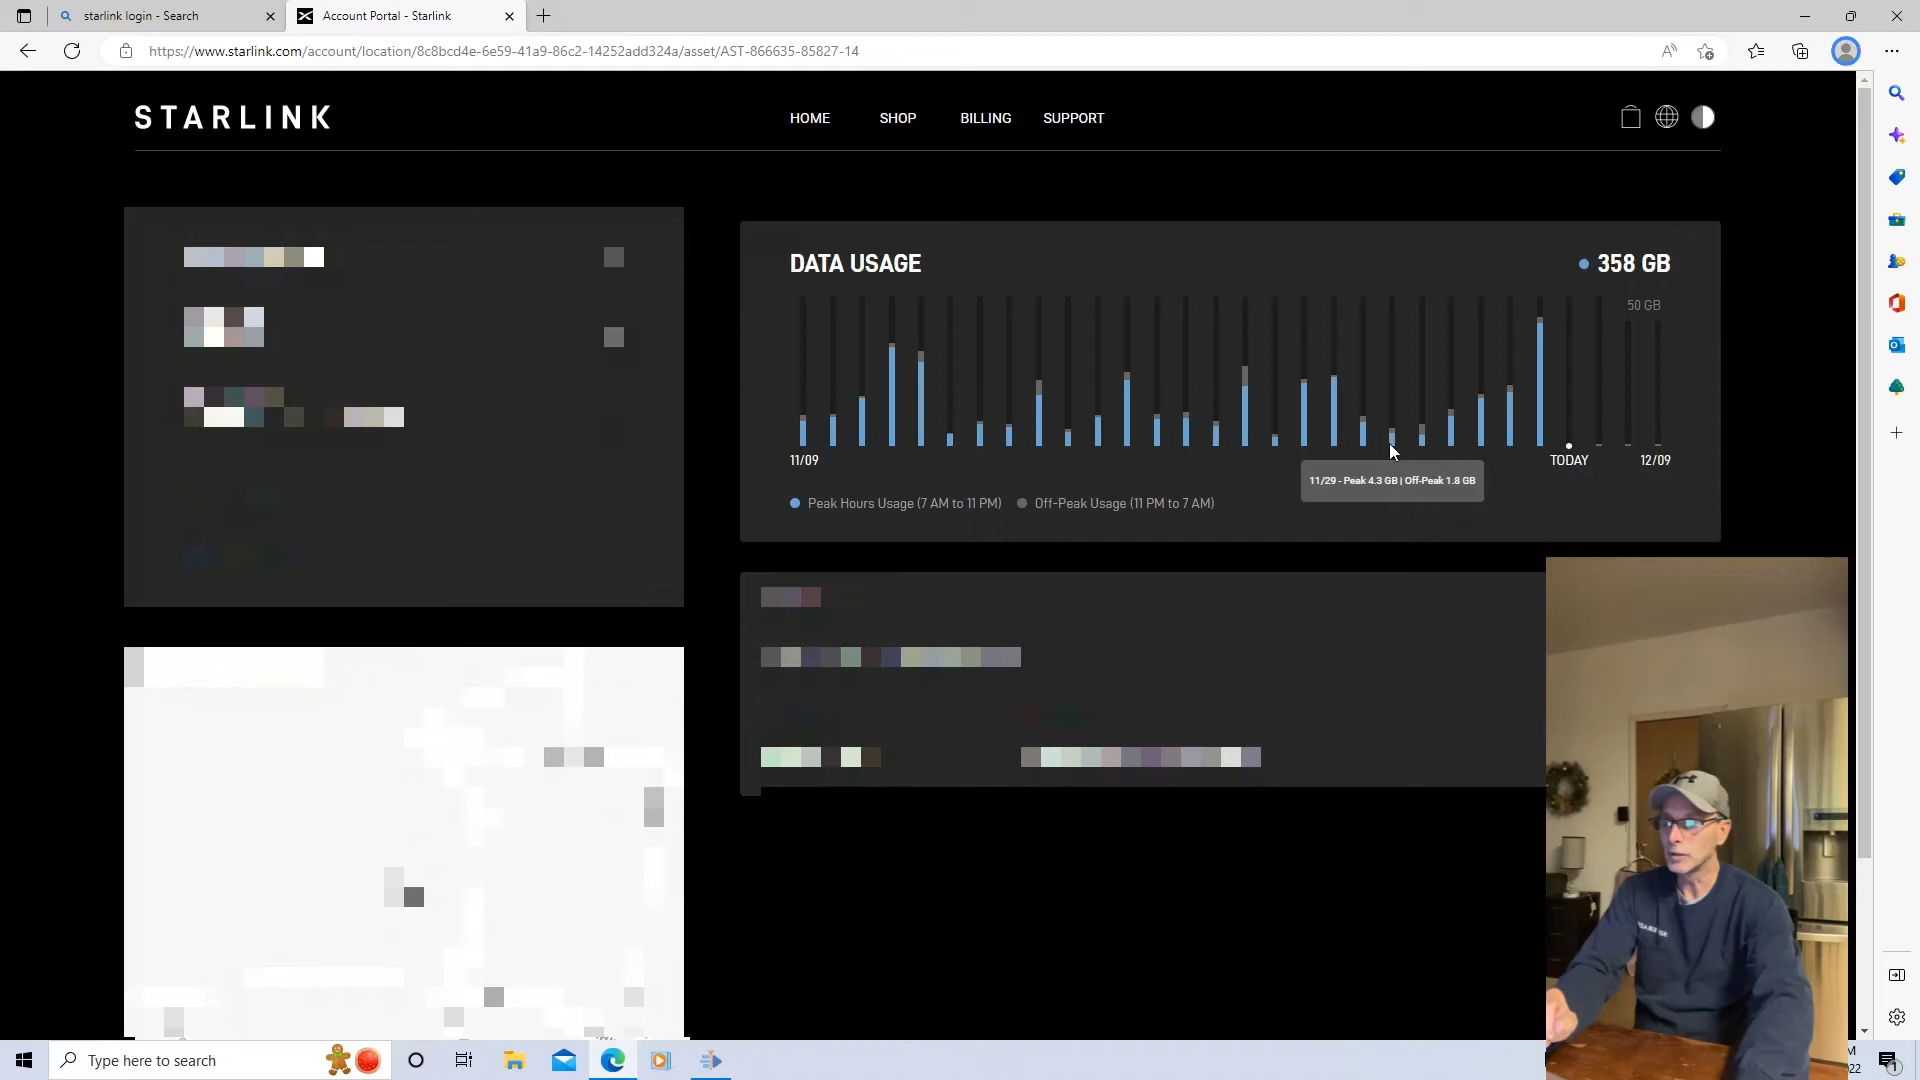 starlink login - Search
Account Portal - Starlink
https://www.starlink.com/account/location/8c8bcd4e-6e59-41a9-86c2-14252add324a/asset/AST-866635-85827-14
STARLINK
HOME SHOP BILLING SUPPORT
DATA USAGE
358 GB
50 GB
11/09
TODAY
12/09
11/29 - Peak 4.3 GB | Off-Peak 1.8 GB
Peak Hours Usage (7 AM to 11 PM)
Off-Peak Usage (11 PM to 7 AM)
Type here to search
M
22
1